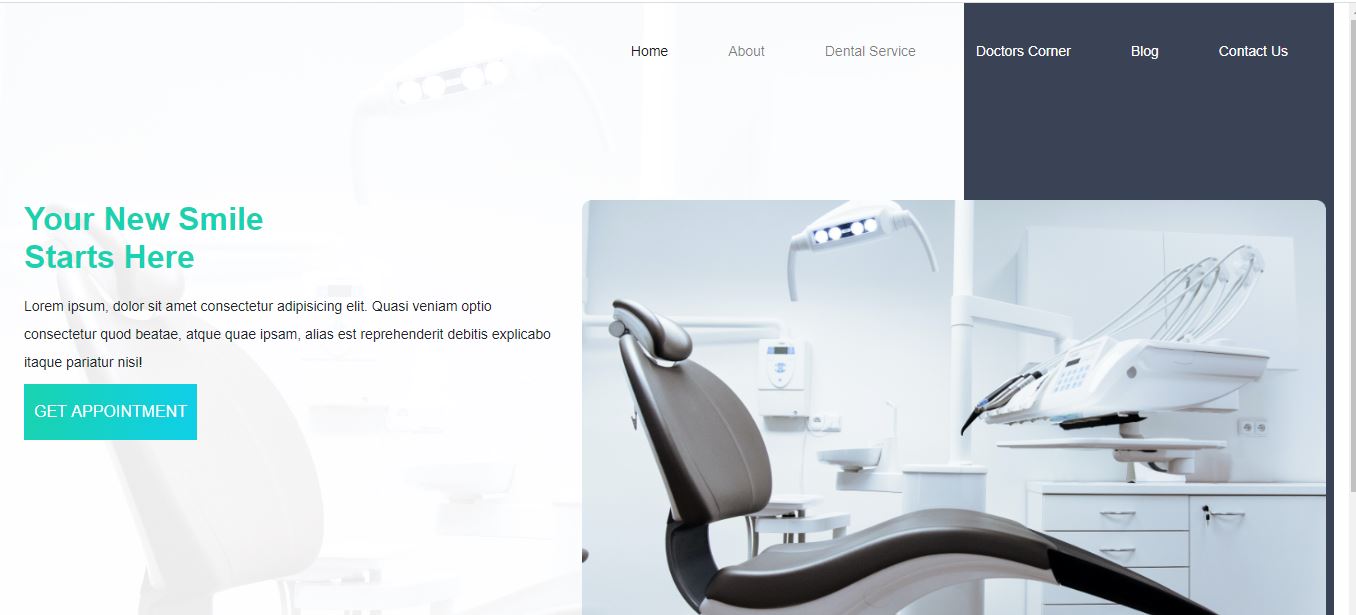 Home About Dental Service Doctors Corner Blog Contact Us
Your New Smile
Starts Here
Lorem ipsum, dolor sit amet consectetur adipisicing elit. Quasi veniam optio
consectetur quod beatae, atque quae ipsam, alias est reprehenderit debitis explicabo
itaque pariatur nisi!
GET APPOINTMENT